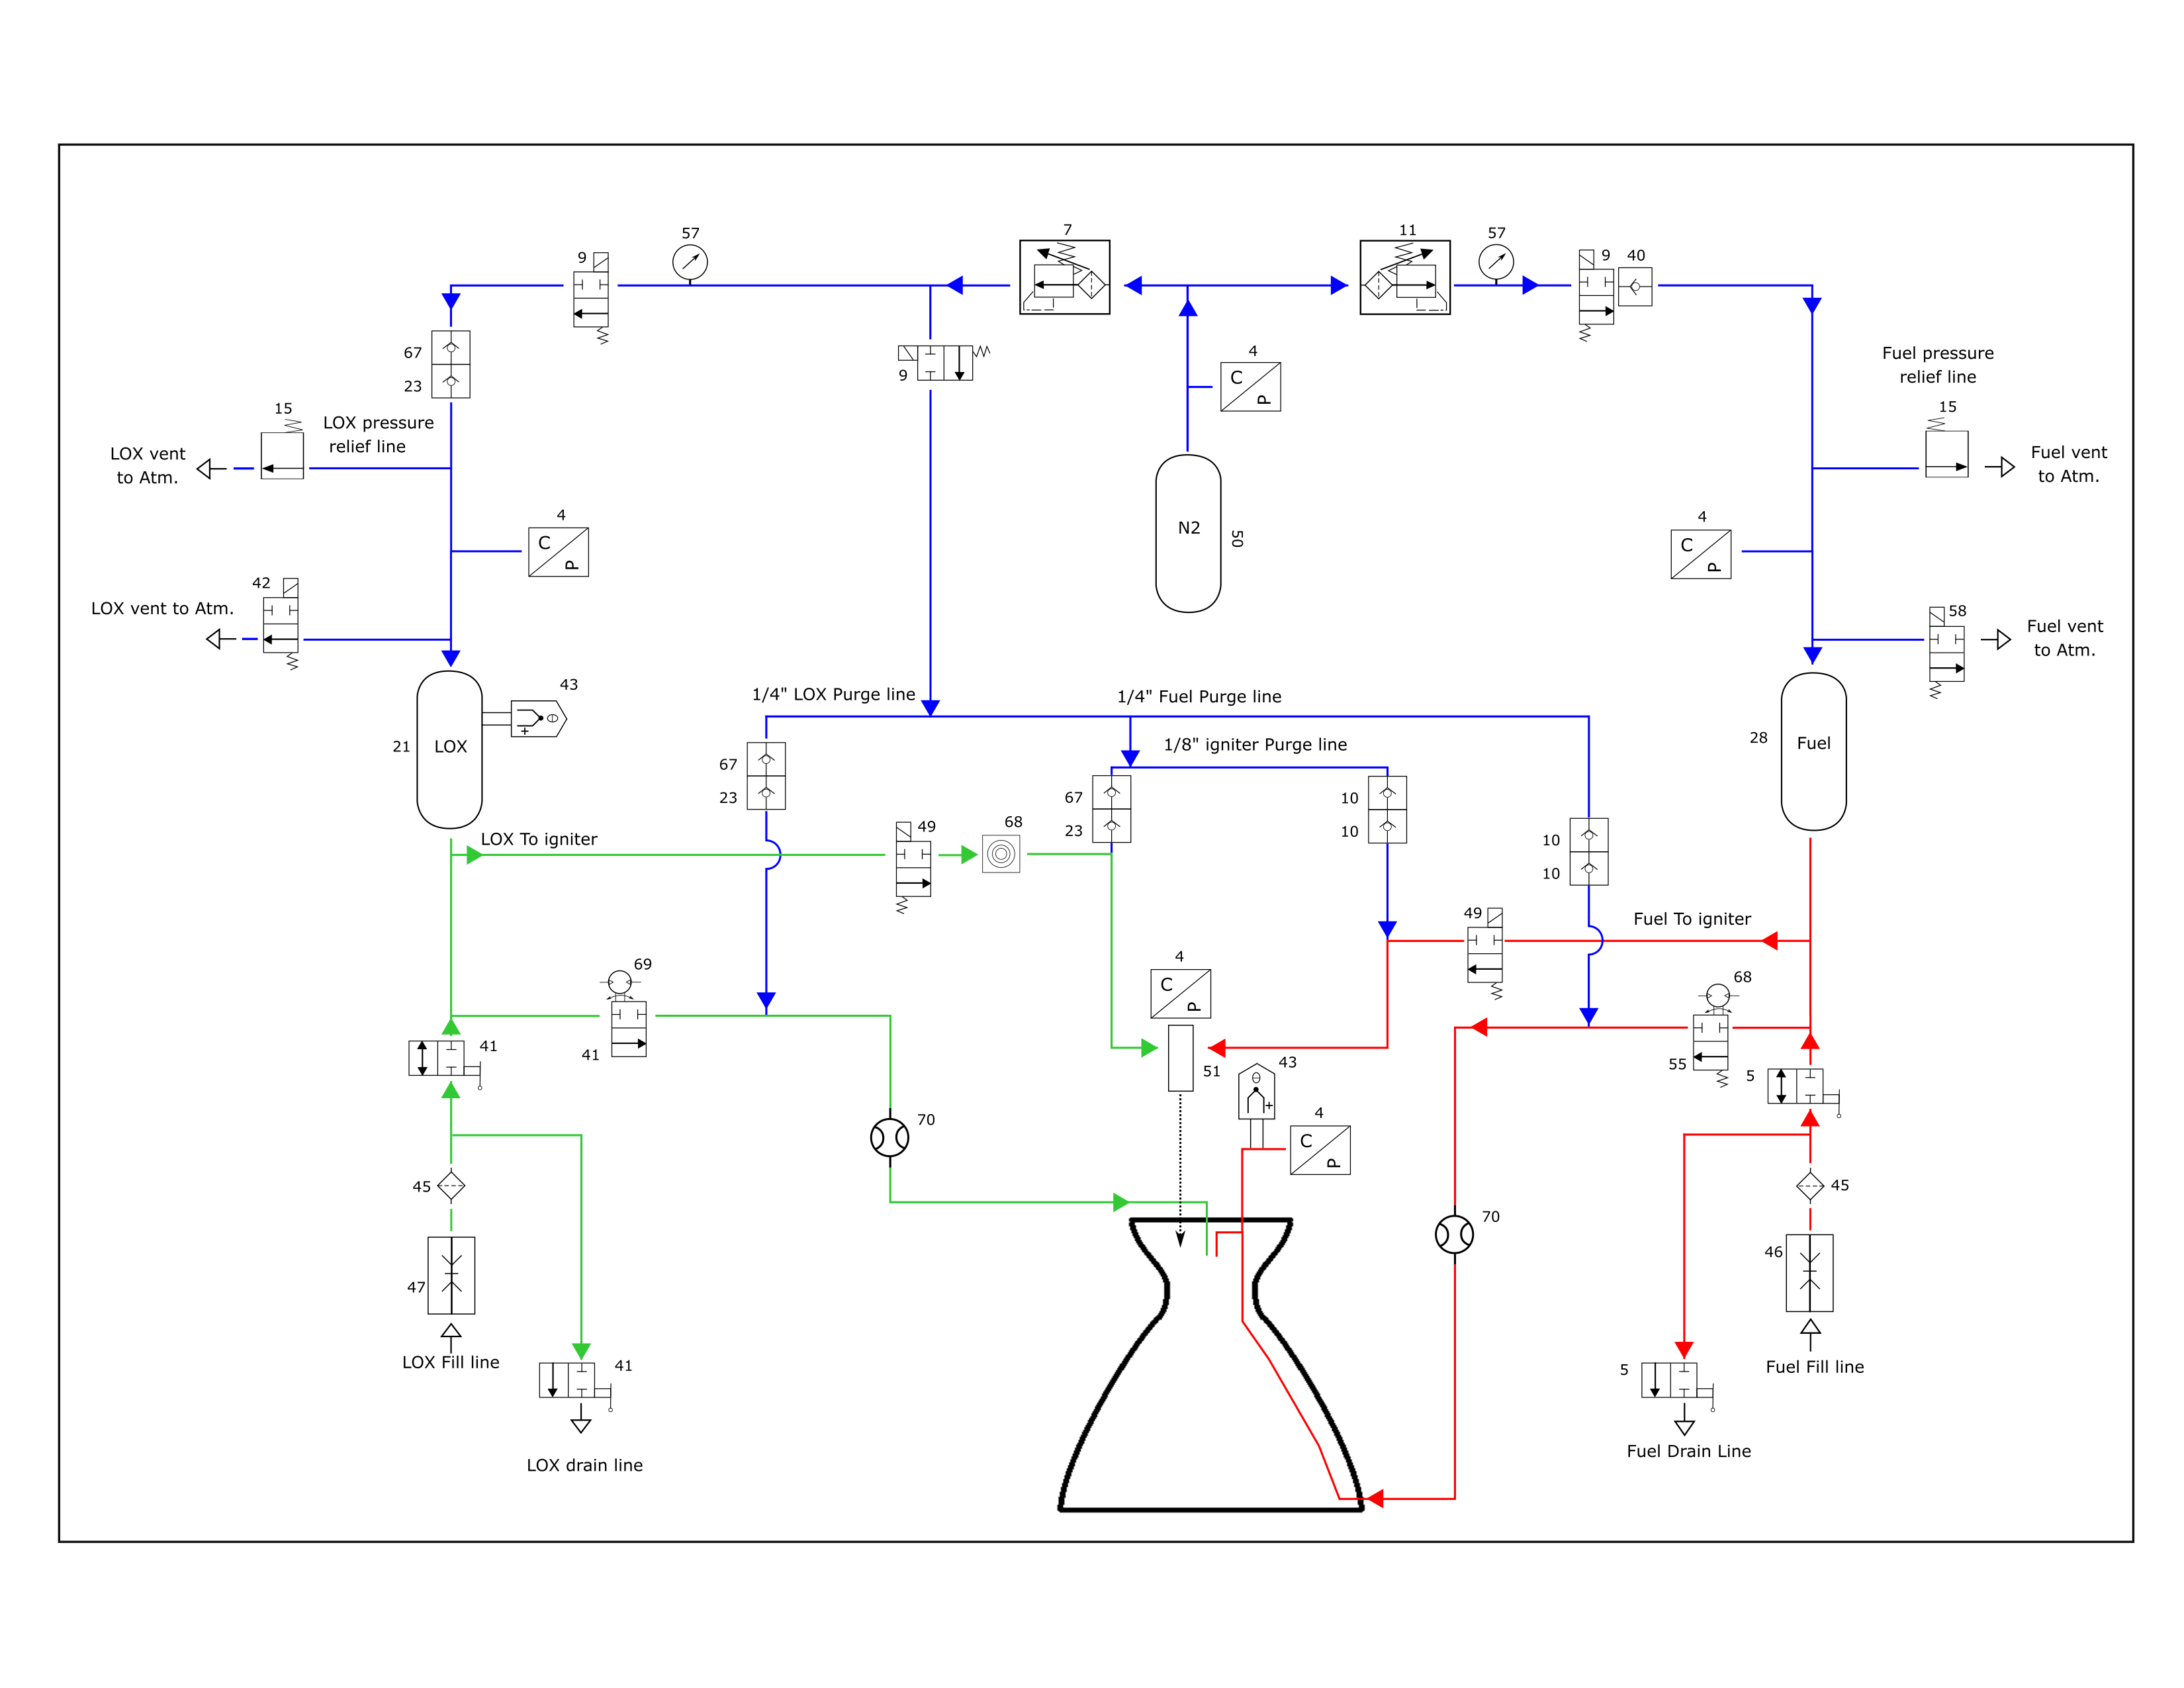 57
7
11
57
9
9
40
4
C
P
9
67
23
15
LOX pressure
relief line
LOX vent
to Atm.
Fuel pressure
relief line
15
Fuel vent
to Atm.
4
C
P
N2
50
4
C
P
42
LOX vent to Atm.
58
Fuel vent
to Atm.
43
+
21
LOX
1/4" LOX Purge line
1/4" Fuel Purge line
1/8" igniter Purge line
28
Fuel
67
23
67
23
10
10
10
10
LOX To igniter
49
68
49
Fuel To igniter
69
41
41
4
C
P
51
68
55
5
43
+
4
C
P
70
70
45
45
47
46
LOX Fill line
Fuel Fill line
41
5
LOX drain line
Fuel Drain Line